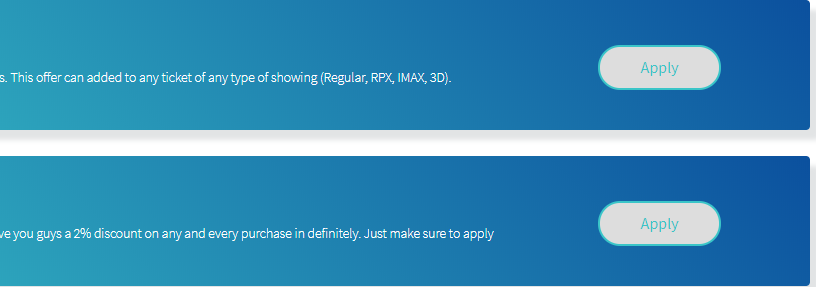 s. This offer can added to any ticket of any type of showing (Regular, RPX, IMAX, 3D).
Apply
ve you guys a 2% discount on any and every purchase in definitely. Just make sure to apply
Apply